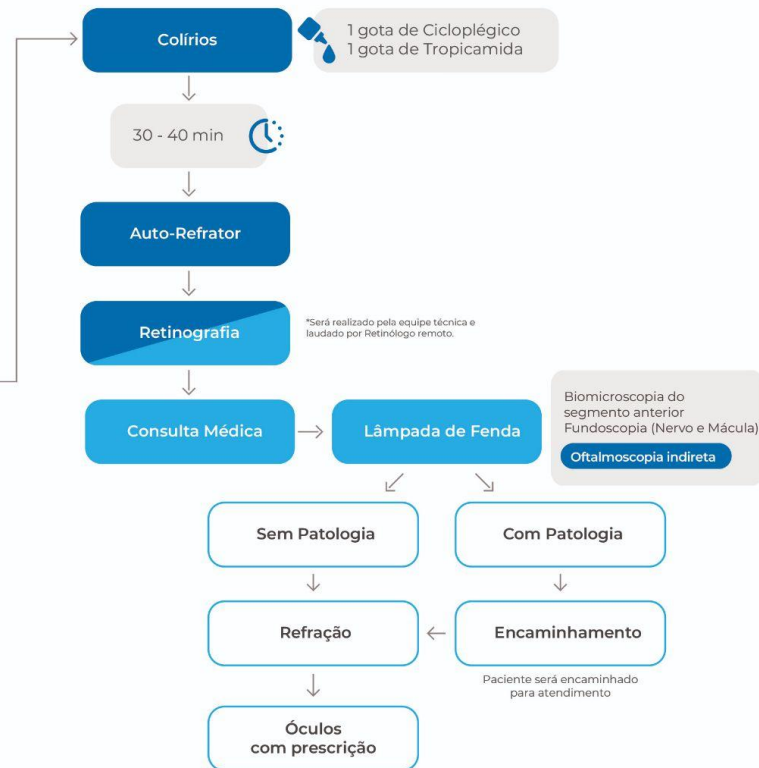 Colírios
1 gota de Cicloplégico
1 gota de Tropicamida
30 - 40 min
Auto-Refrator
Retinografia
*Será realizado pela equipe técnica e
laudado por Retinólogo remoto.
Consulta Médica
Lâmpada de Fenda
Biomicroscopia do
segmento anterior
Fundoscopia (Nervo e Mácula)
Oftalmoscopia indireta
Sem Patologia
Com Patologia
Refração
Encaminhamento
Paciente será encaminhado
para atendimento
Óculos
com prescrição